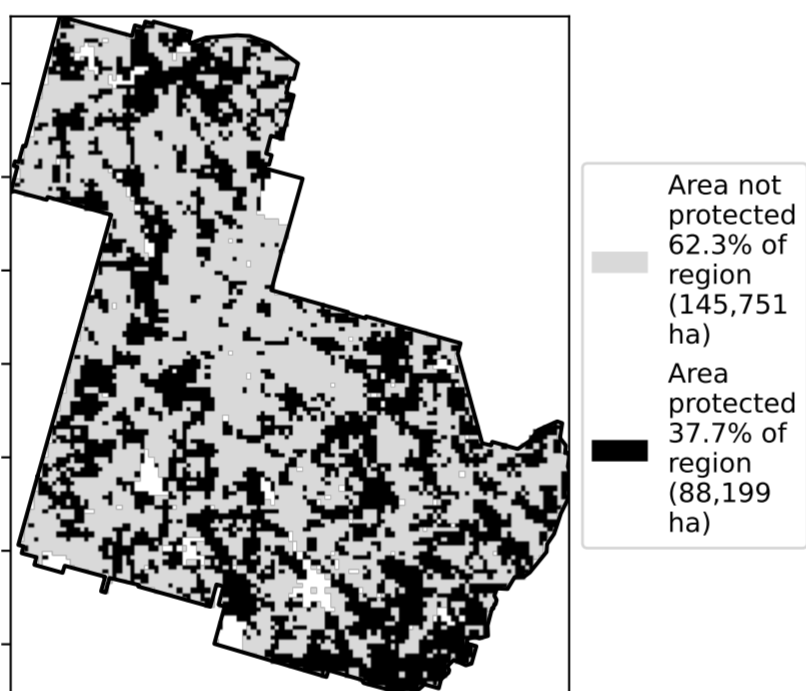 Area not
protected
62.3% of
region
(145,751
ha)
Area
protected
37.7% of
region
(88,199
ha)